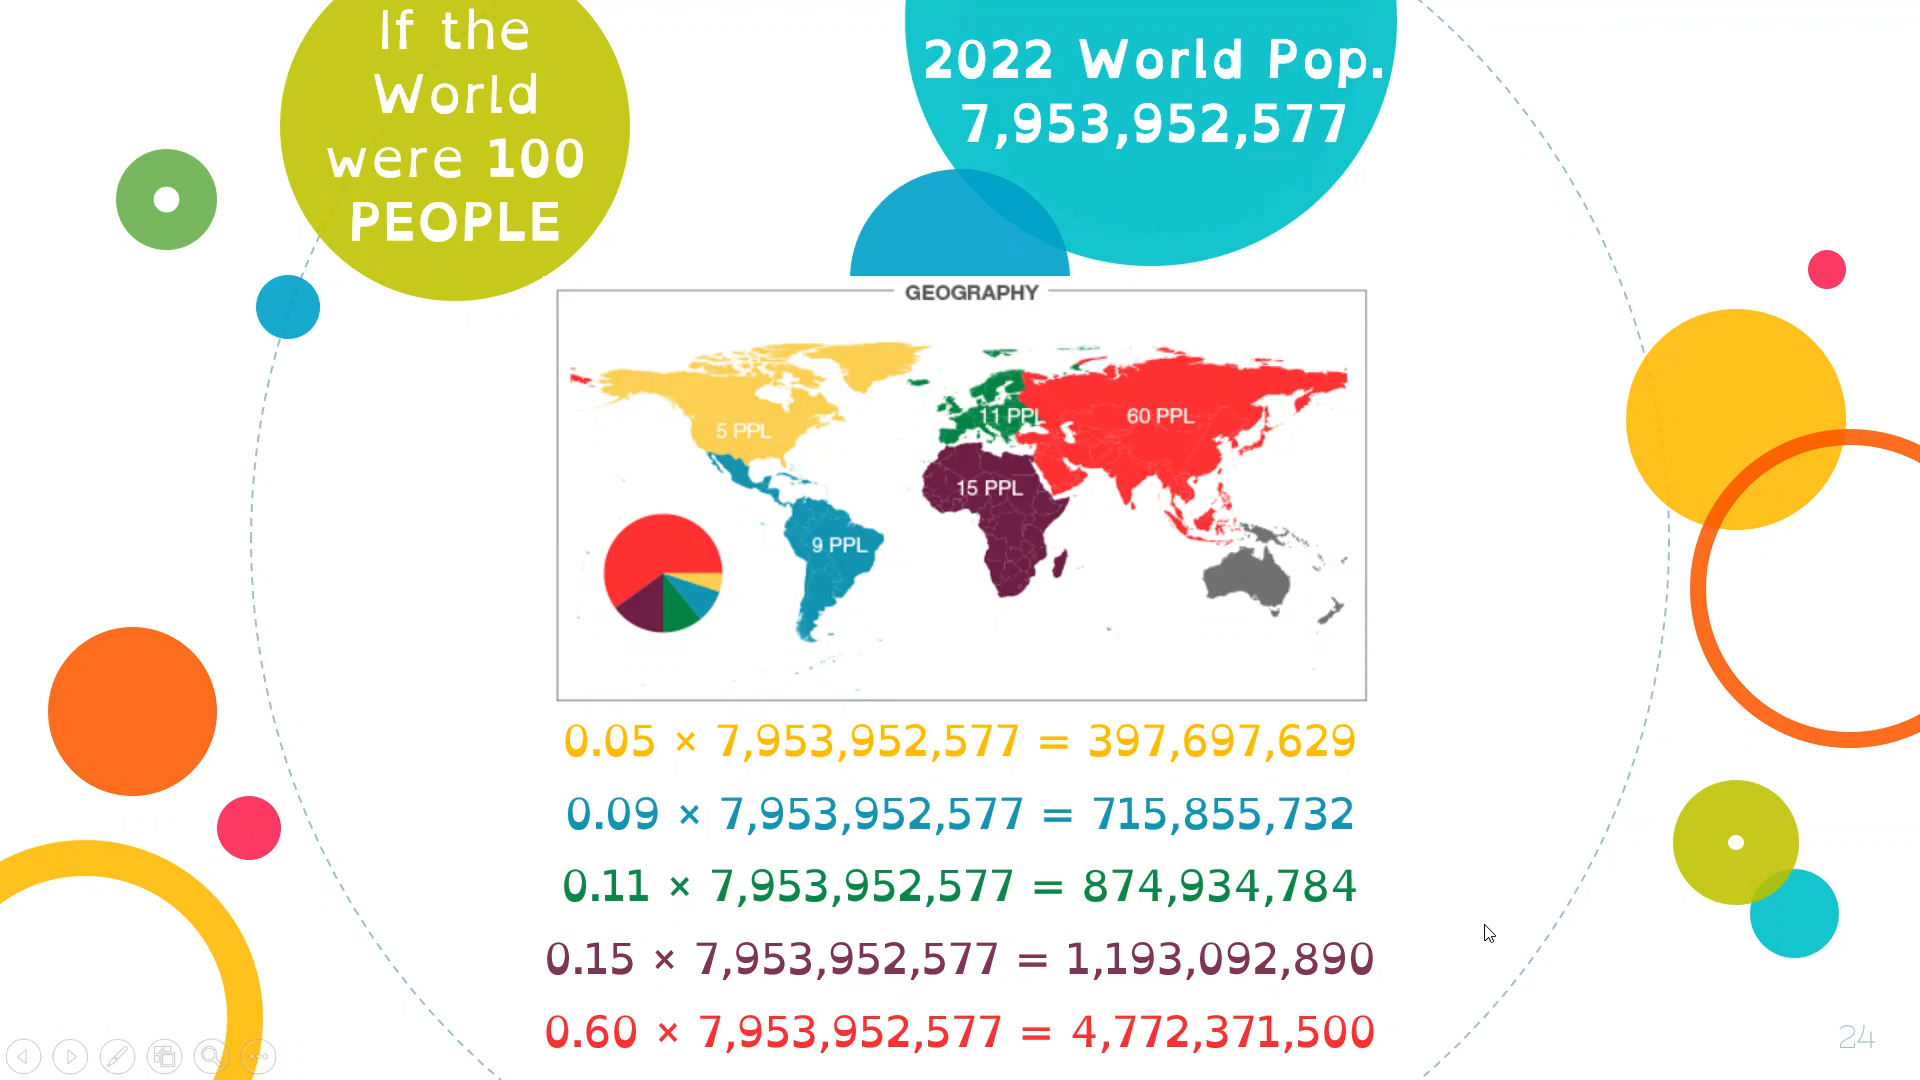 If the
World
were 100
PEOPLE
2022 World Pop.
7,953,952,577
GEOGRAPHY
5 PPL
11 PPL
60 PPL
15 PPL
9 PPL
0.05 × 7,953,952,577 = 397,697,629
0.09 × 7,953,952,577 = 715,855,732
0.11 × 7,953,952,577 = 874,934,784
0.15 × 7,953,952,577 = 1,193,092,890
0.60 × 7,953,952,577 = 4,772,371,500
24